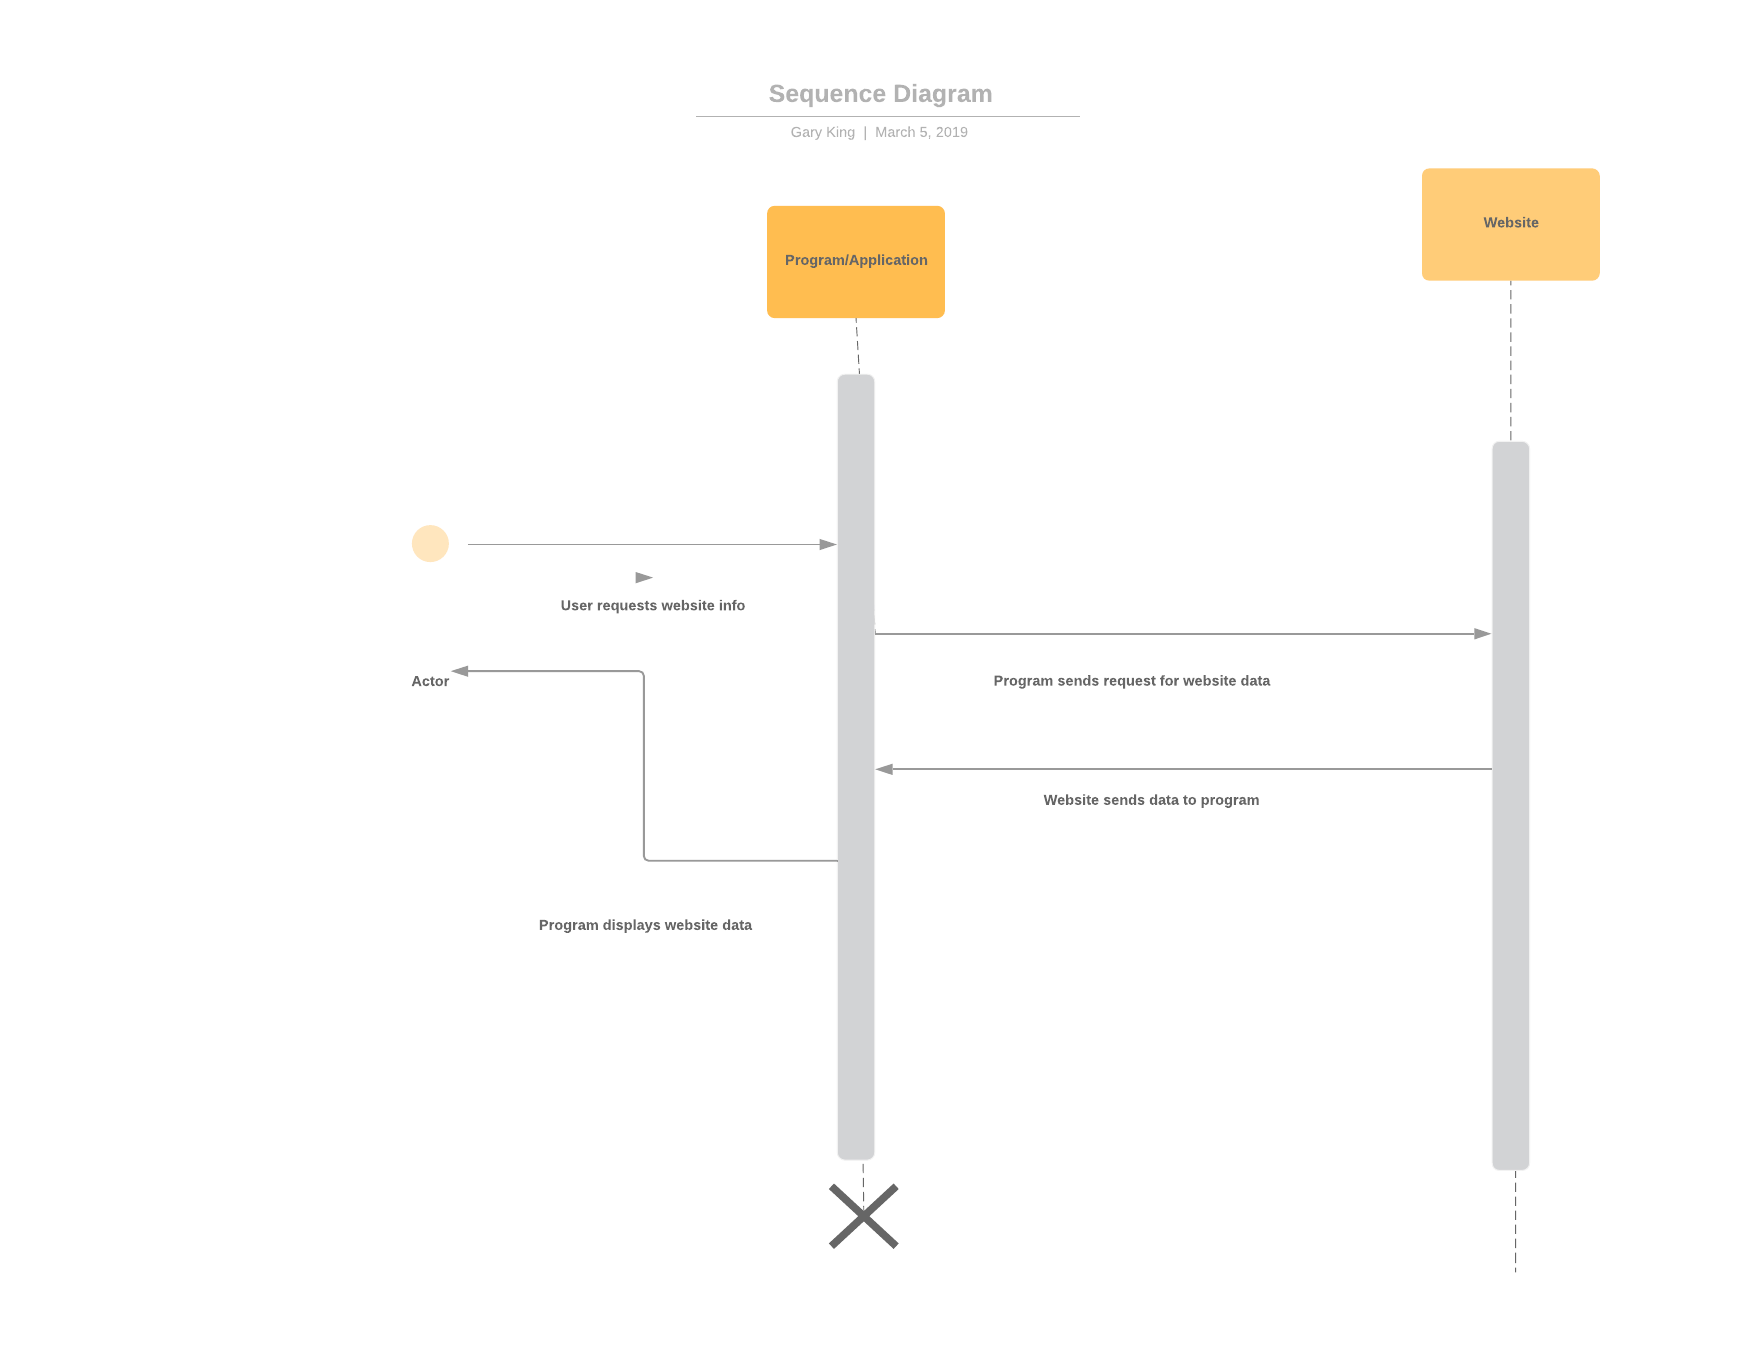 Sequence Diagram
Gary King | March 5, 2019
Website
Program/Application
User requests website info
Actor
Program sends request for website data
Website sends data to program
Program displays website data